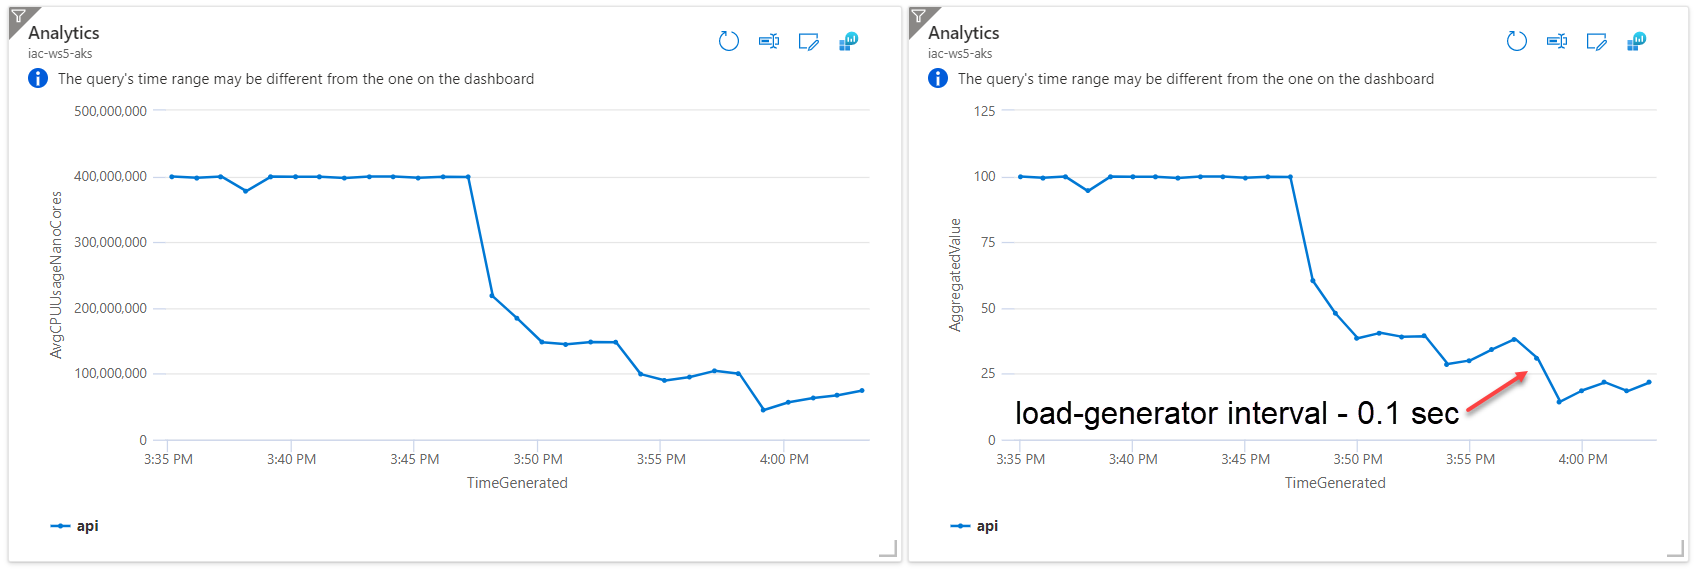 Analytics
iac-ws5-aks
The query's time range may be different from the one on the dashboard
500,000,000
400,000,000
300,000,000
200,000,000
100,000,000
0
AvgCPUUsageNanoCores
3:35 PM
3:40 PM
3:45 PM
3:50 PM
3:55 PM
4:00 PM
TimeGenerated
api
Analytics
iac-ws5-aks
The query's time range may be different from the one on the dashboard
125
100
75
50
25
0
AggregatedValue
load-generator interval - 0.1 sec
3:35 PM
3:40 PM
3:45 PM
3:50 PM
3:55 PM
4:00 PM
TimeGenerated
api